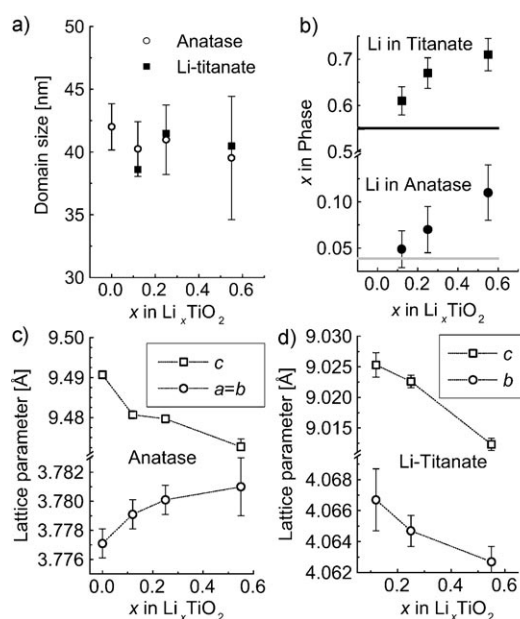 a)
Anatase
Li-titanate
Domain size [nm]
50
45
40
35
30
0.0 0.2 0.4 0.6
x in LixTiO2
b)
Li in Titanate
x in Phase
0.7
0.6
0.5
Li in Anatase
0.10
0.05
0.0 0.2 0.4 0.6
x in LixTiO2
c)
c
a=b
Lattice parameter [Å]
9.50
9.49
9.48
Anatase
3.782
3.780
3.778
3.776
0.0 0.2 0.4 0.6
x in LixTiO2
d)
c
b
Lattice parameter [Å]
9.030
9.025
9.020
9.015
Li-Titanate
4.068
4.066
4.064
4.062
0.2 0.4 0.6
x in LixTiO2